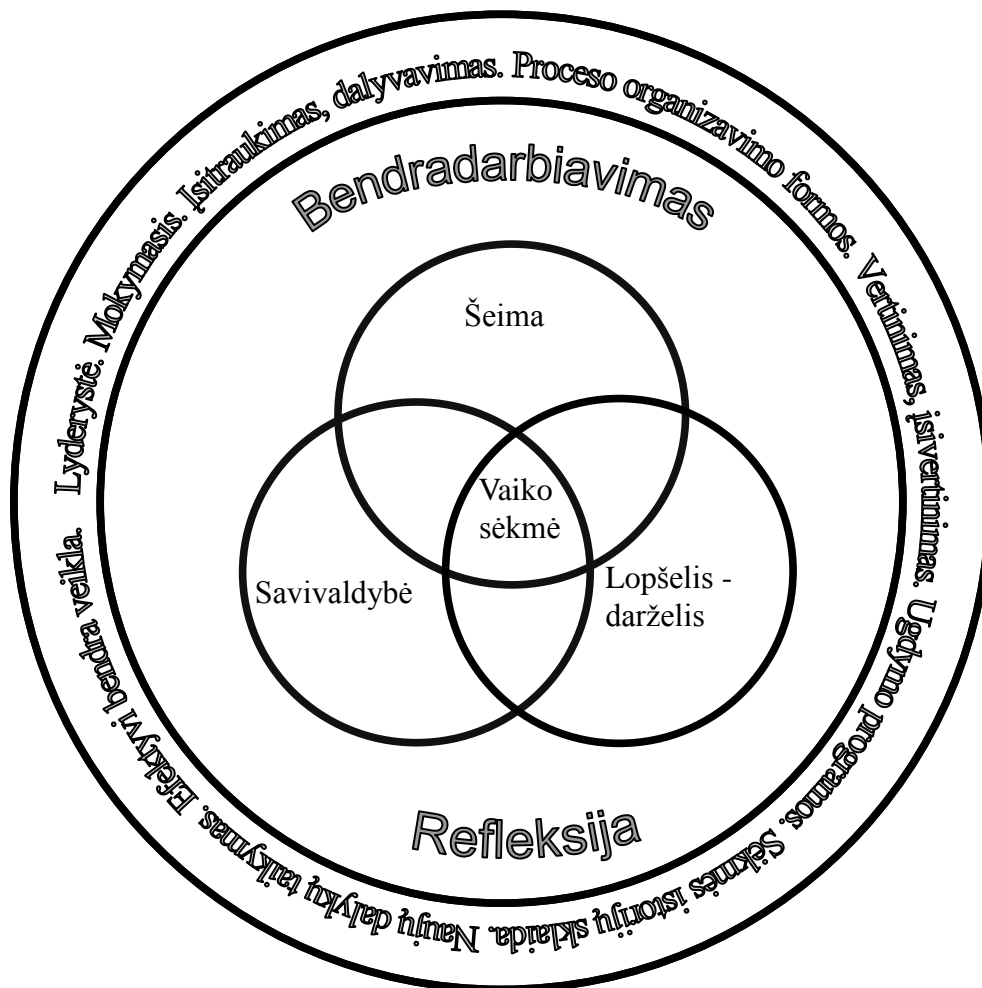 Lyderystė. Mokymasis. Įsitraukimas, dalyvavimas. Proceso organizavimo formos. Vertinimas, įsivertinimas. Ugdymo programos. Sėkmės istorijų sklaida. Naujų dalykų taikymas. Efektyvi bendra veikla.
Bendradarbiavimas
Šeima
Vaiko
sėkmė
Savivaldybė
Lopšelis -
darželis
Refleksija